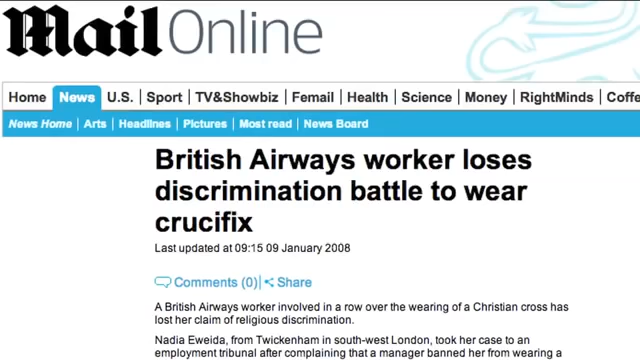 Mail Online
Home News U.S. Sport TV&Showbiz Femail Health Science Money RightMinds Coffe
News Home Arts Headlines Pictures Most read News Board
British Airways worker loses
discrimination battle to wear
crucifix
Last updated at 09:15 09 January 2008
Comments (0) Share
A British Airways worker involved in a row over the wearing of a Christian cross has
lost her claim of religious discrimination.
Nadia Eweida, from Twickenham in south-west London, took her case to an
employment tribunal after complaining that a manager banned her from wearing a